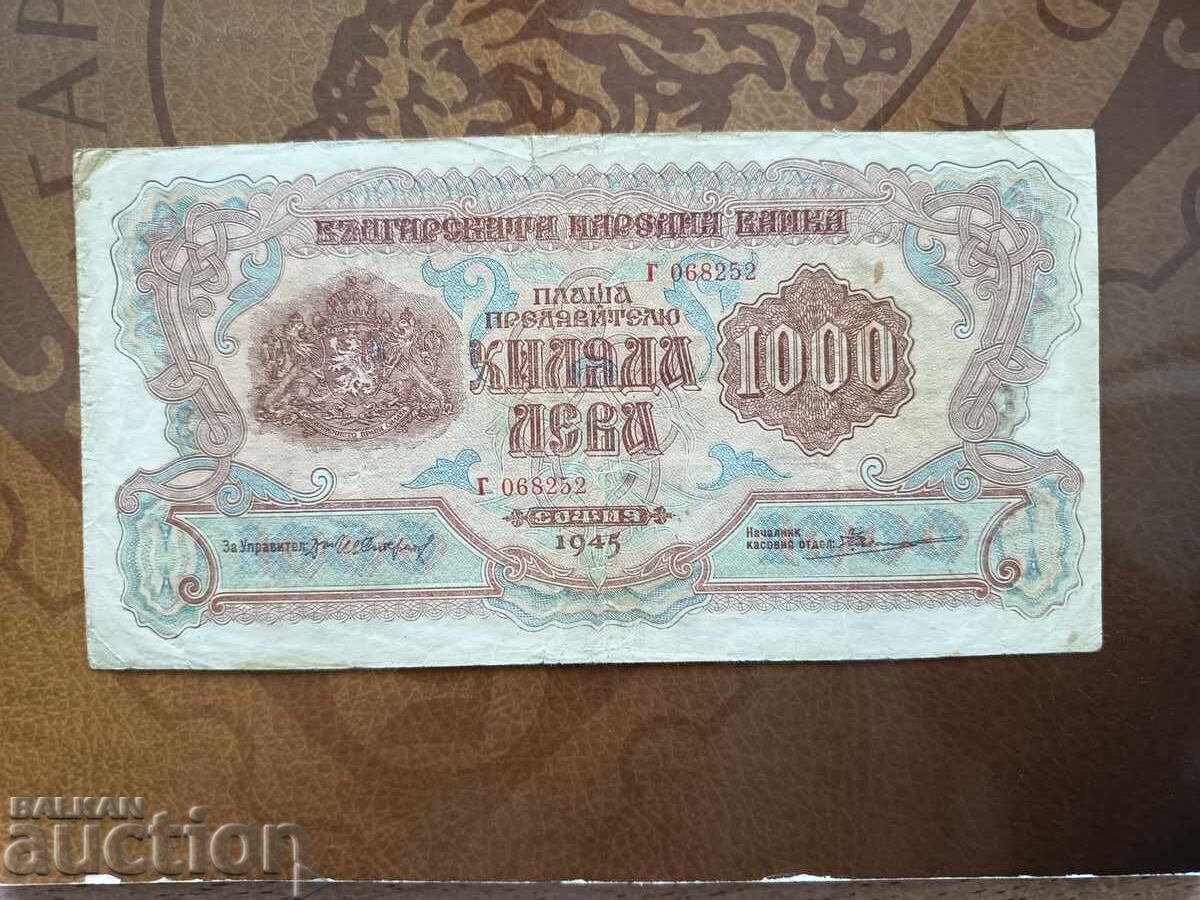 БЪЛГАРСКАТА НАРОДНА БАНКА
Г 068252
ПЛАЩА
ПРЕДЯВИТЕЛЮ
ХИЛЯДА
ЛЕВА
1000
Г 068252
СОФИЯ
1945
За Управител:
Началник
касовия отдел:
BALKAN
auction